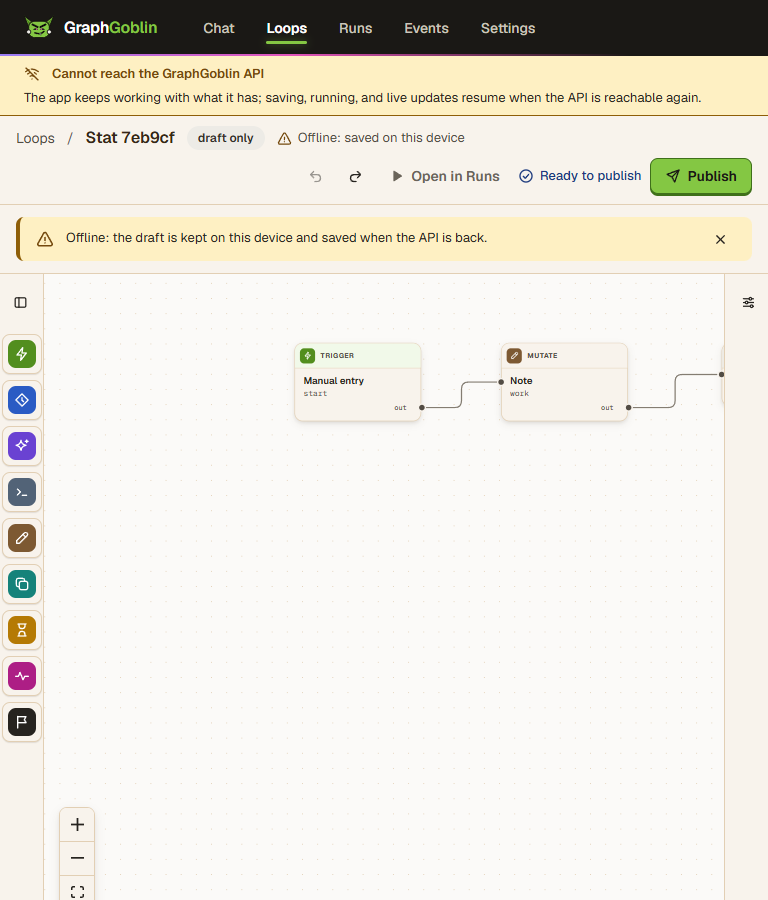 GraphGoblin
Chat
Loops
Runs
Events
Settings
Cannot reach the GraphGoblin API
The app keeps working with what it has; saving, running, and live updates resume when the API is reachable again.
Loops / Stat 7eb9cf draft only Offline: saved on this device
Open in Runs Ready to publish Publish
Offline: the draft is kept on this device and saved when the API is back.
TRIGGER
Manual entry
start
out
MUTATE
Note
work
out